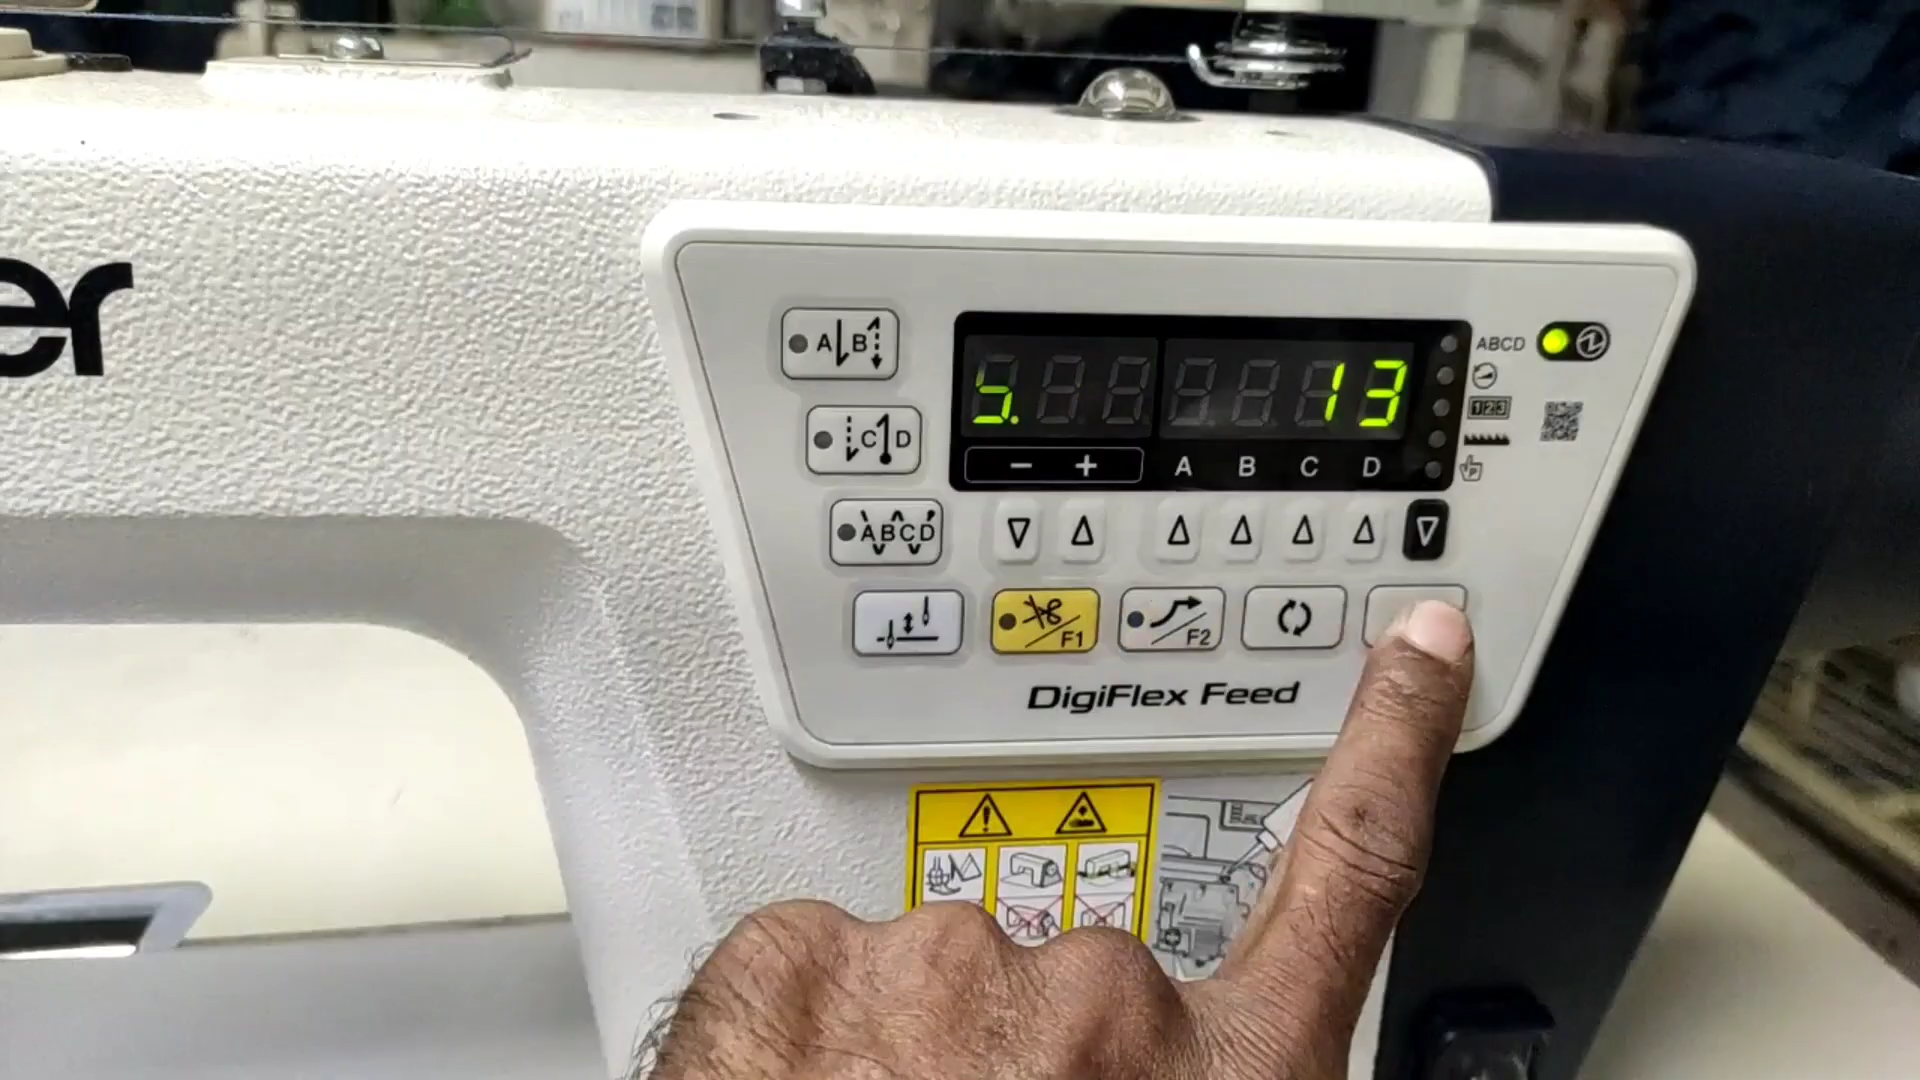 er
A B
5. 13
ABCD
C D
123
− + A B C D
P
ABCD
F1 F2
DigiFlex Feed